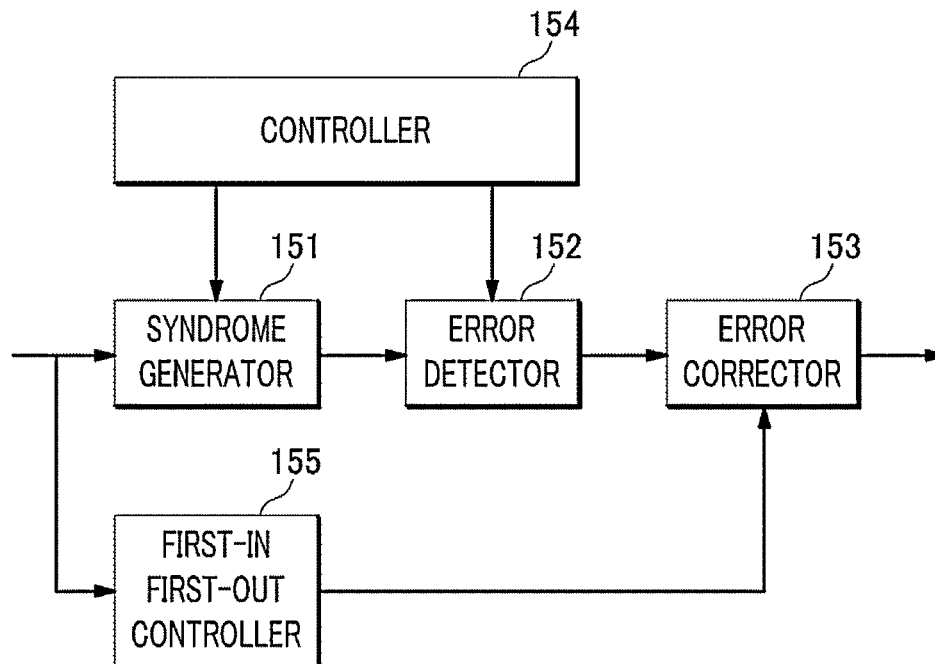 154
CONTROLLER
151
SYNDROME
GENERATOR
152
ERROR
DETECTOR
153
ERROR
CORRECTOR
155
FIRST-IN
FIRST-OUT
CONTROLLER